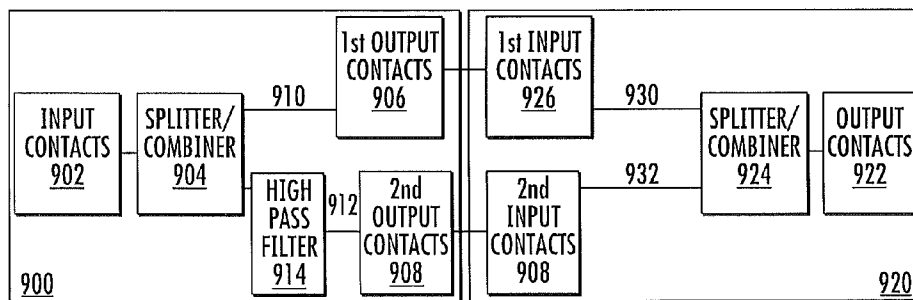 INPUT
CONTACTS
902
SPLITTER/
COMBINER
904
910
1st OUTPUT
CONTACTS
906
HIGH
PASS
FILTER
914
912
2nd
OUTPUT
CONTACTS
908
900
1st INPUT
CONTACTS
926
930
2nd
INPUT
CONTACTS
908
932
SPLITTER/
COMBINER
924
OUTPUT
CONTACTS
922
920